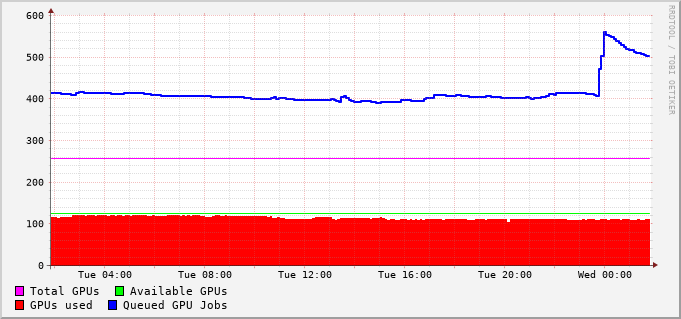 RRDTOOL / TOBI OETIKER
600
500
400
300
200
100
0
Tue 04:00 Tue 08:00 Tue 12:00 Tue 16:00 Tue 20:00 Wed 00:00
Total GPUs Available GPUs
GPUs used Queued GPU Jobs